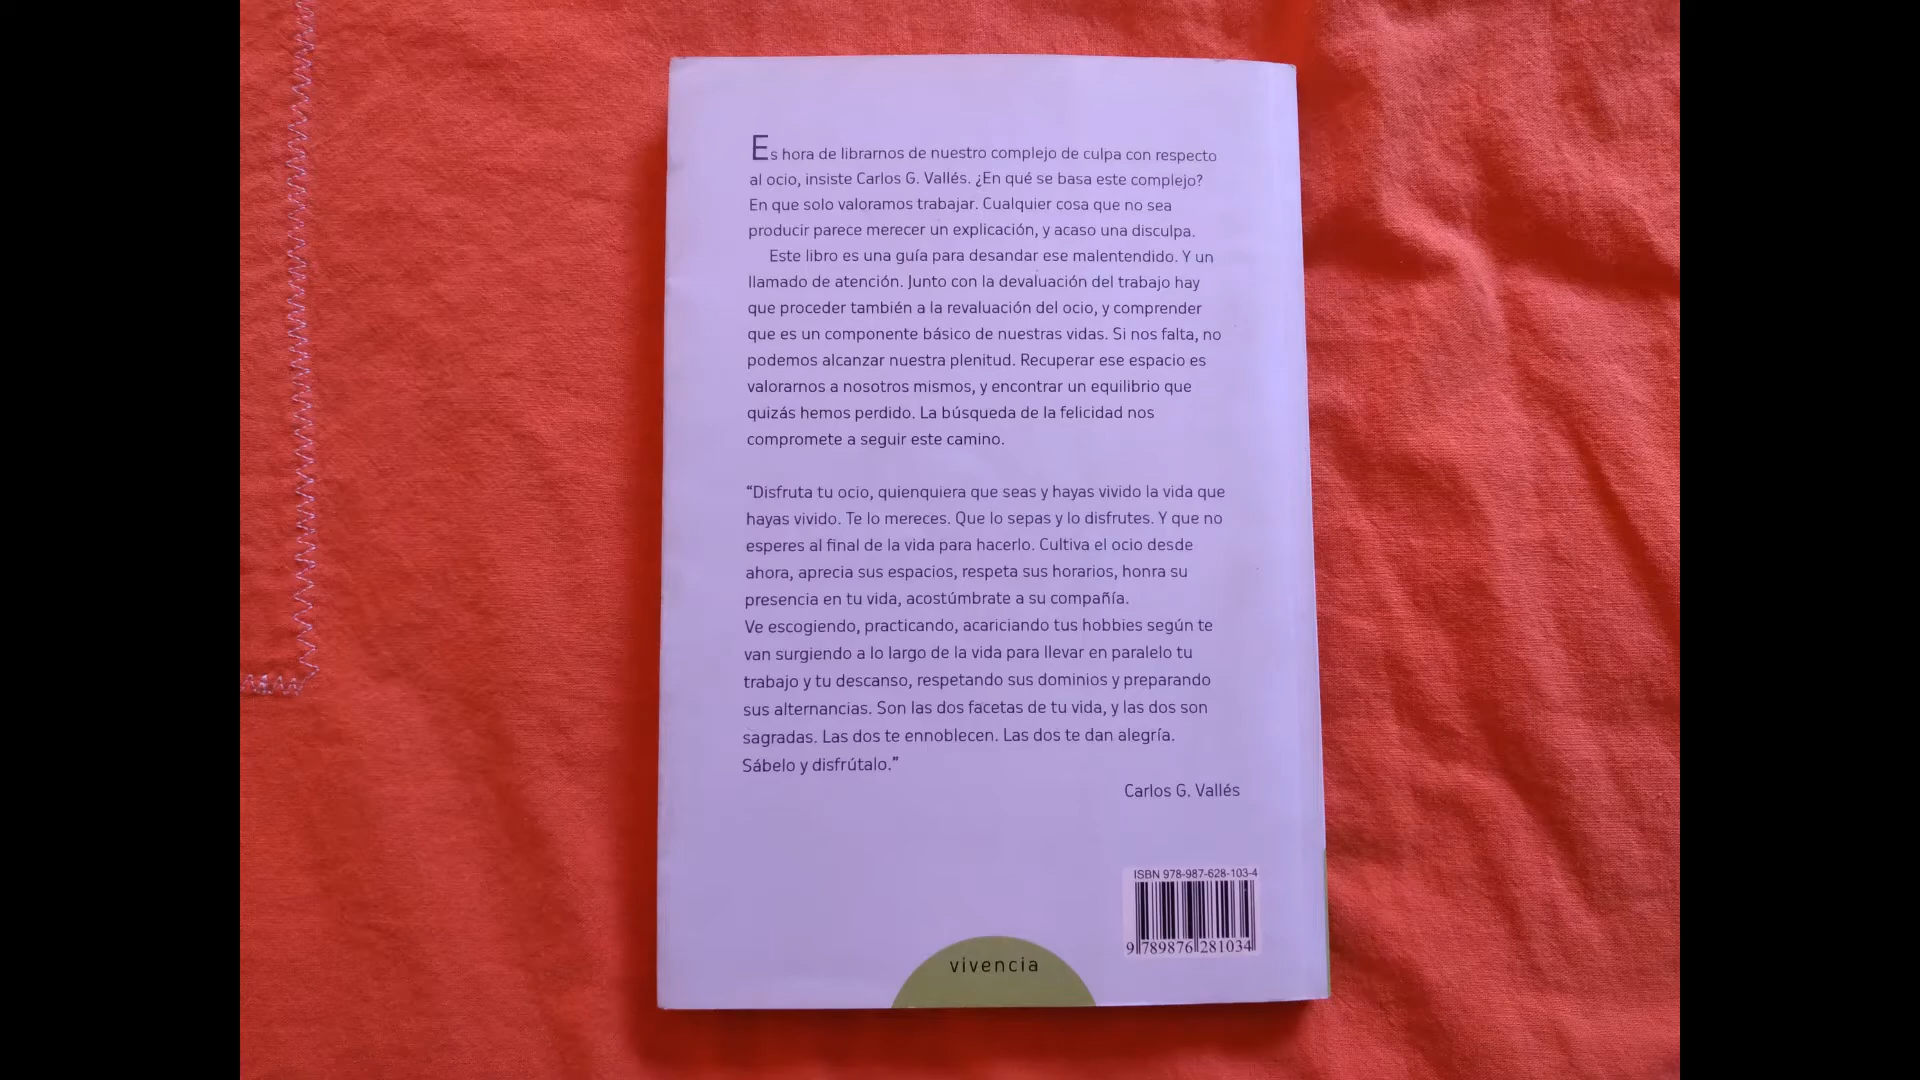 Es hora de librarnos de nuestro complejo de culpa con respecto
al ocio, insiste Carlos G. Vallés. ¿En qué se basa este complejo?
En que solo valoramos trabajar. Cualquier cosa que no sea
producir parece merecer un explicación, y acaso una disculpa.
Este libro es una guía para desandar ese malentendido. Y un
llamado de atención. Junto con la devaluación del trabajo hay
que proceder también a la revaluación del ocio, y comprender
que es un componente básico de nuestras vidas. Si nos falta, no
podemos alcanzar nuestra plenitud. Recuperar ese espacio es
valorarnos a nosotros mismos, y encontrar un equilibrio que
quizás hemos perdido. La búsqueda de la felicidad nos
compromete a seguir este camino.
“Disfruta tu ocio, quienquiera que seas y hayas vivido la vida que
hayas vivido. Te lo mereces. Que lo sepas y lo disfrutes. Y que no
esperes al final de la vida para hacerlo. Cultiva el ocio desde
ahora, aprecia sus espacios, respeta sus horarios, honra su
presencia en tu vida, acostúmbrate a su compañía.
Ve escogiendo, practicando, acariciando tus hobbies según te
van surgiendo a lo largo de la vida para llevar en paralelo tu
trabajo y tu descanso, respetando sus dominios y preparando
sus alternancias. Son las dos facetas de tu vida, y las dos son
sagradas. Las dos te ennoblecen. Las dos te dan alegría.
Sábelo y disfrútalo.”
Carlos G. Vallés
ISBN 978-987-628-103-4
9 789876 281034
vivencia